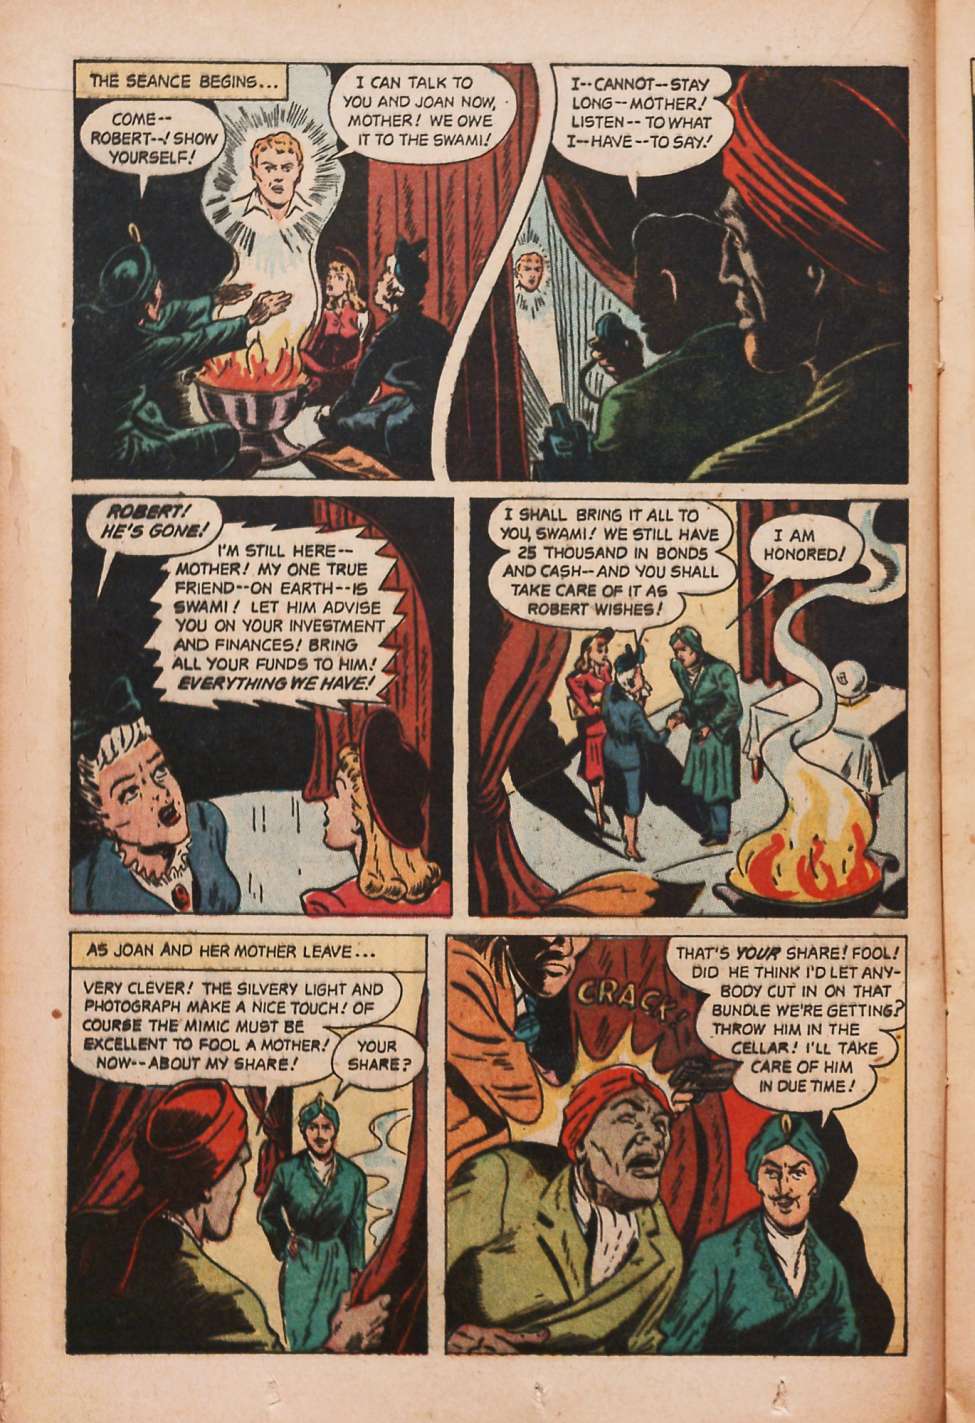 THE SEANCE BEGINS...
COME--
ROBERT--! SHOW
YOURSELF!
I CAN TALK TO
YOU AND JOAN NOW,
MOTHER! WE OWE
IT TO THE SWAMI!
I--CANNOT--STAY
LONG--MOTHER!
LISTEN--TO WHAT
I--HAVE--TO SAY!
ROBERT!
HE'S GONE!
I'M STILL HERE--
MOTHER! MY ONE TRUE
FRIEND--ON EARTH--IS
SWAMI! LET HIM ADVISE
YOU ON YOUR INVESTMENT
AND FINANCES! BRING
ALL YOUR FUNDS TO HIM!
EVERYTHING WE HAVE!
I SHALL BRING IT ALL TO
YOU, SWAMI! WE STILL HAVE
25 THOUSAND IN BONDS
AND CASH--AND YOU SHALL
TAKE CARE OF IT AS
ROBERT WISHES!
I AM
HONORED!
AS JOAN AND HER MOTHER LEAVE...
VERY CLEVER! THE SILVERY LIGHT AND
PHOTOGRAPH MAKE A NICE TOUCH! OF
COURSE THE MIMIC MUST BE
EXCELLENT TO FOOL A MOTHER!
NOW--ABOUT MY SHARE!
YOUR
SHARE?
CRACK!
THAT'S YOUR SHARE! FOOL!
DID HE THINK I'D LET ANY-
BODY CUT IN ON THAT
BUNDLE WE'RE GETTING?
THROW HIM IN THE
CELLAR! I'LL TAKE
CARE OF HIM
IN DUE TIME!